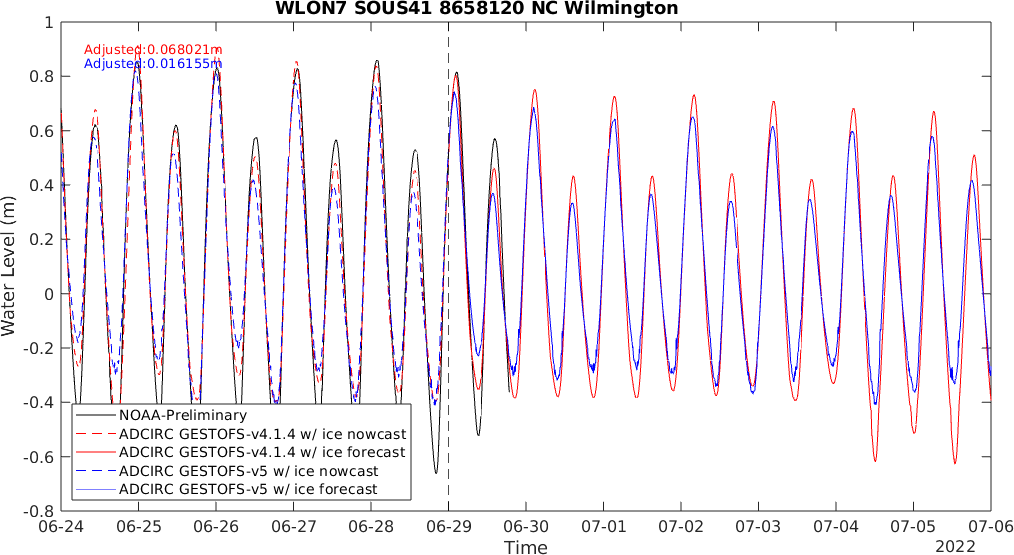 WLON7 SOUS41 8658120 NC Wilmington
Adjusted:0.068021m
Adjusted:0.016155m
1
0.8
0.6
0.4
0.2
0
-0.2
-0.4
-0.6
-0.8
Water Level (m)
NOAA-Preliminary
ADCIRC GESTOFS-v4.1.4 w/ ice nowcast
ADCIRC GESTOFS-v4.1.4 w/ ice forecast
ADCIRC GESTOFS-v5 w/ ice nowcast
ADCIRC GESTOFS-v5 w/ ice forecast
06-24 06-25 06-26 06-27 06-28 06-29 06-30 07-01 07-02 07-03 07-04 07-05 07-06
Time
2022